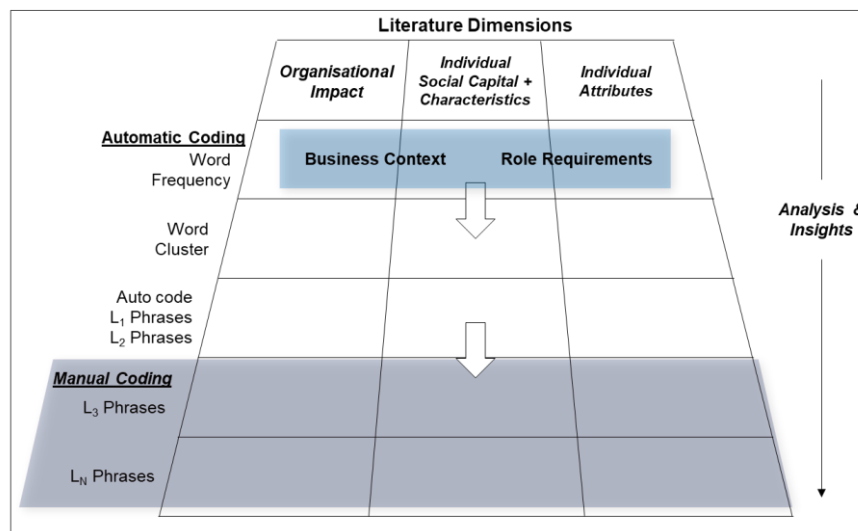 Literature Dimensions
Organisational
Impact
Individual
Social Capital +
Characteristics
Individual
Attributes
Automatic Coding
Word
Frequency
Business Context
Role Requirements
Word
Cluster
Analysis &
Insights
Auto code
L₁ Phrases
L₂ Phrases
Manual Coding
L₃ Phrases
L_N Phrases